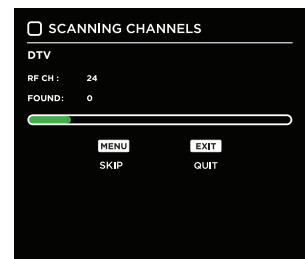 SCANNING CHANNELS
DTV
RF CH : 24
FOUND: 0
MENU EXIT
SKIP QUIT